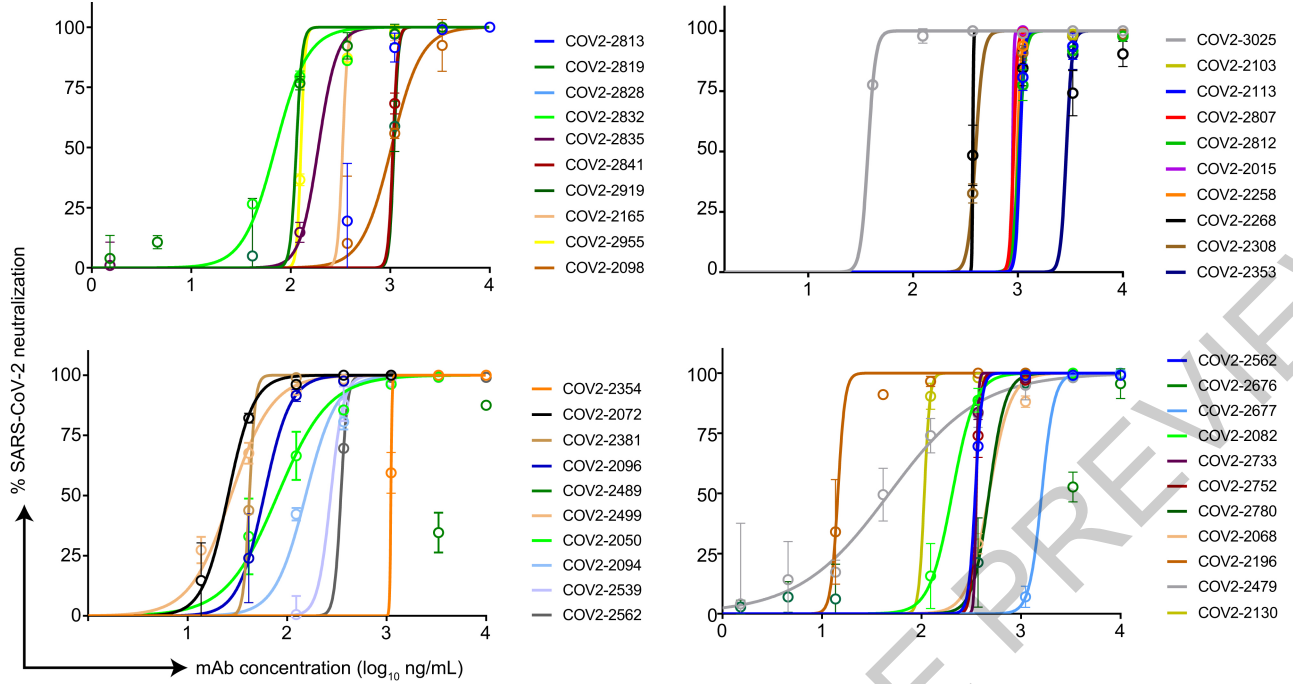 100
75
50
25
0
0
1
2
3
4
COV2-2813
COV2-2819
COV2-2828
COV2-2832
COV2-2835
COV2-2841
COV2-2919
COV2-2165
COV2-2955
COV2-2098
100
75
50
25
0
1
2
3
4
COV2-3025
COV2-2103
COV2-2113
COV2-2807
COV2-2812
COV2-2015
COV2-2258
COV2-2268
COV2-2308
COV2-2353
% SARS-CoV-2 neutralization
100
75
50
25
0
1
2
3
4
COV2-2354
COV2-2072
COV2-2381
COV2-2096
COV2-2489
COV2-2499
COV2-2050
COV2-2094
COV2-2539
COV2-2562
100
75
50
25
0
0
1
2
3
4
COV2-2562
COV2-2676
COV2-2677
COV2-2082
COV2-2733
COV2-2752
COV2-2780
COV2-2068
COV2-2196
COV2-2479
COV2-2130
mAb concentration (log10 ng/mL)
E PREVIE